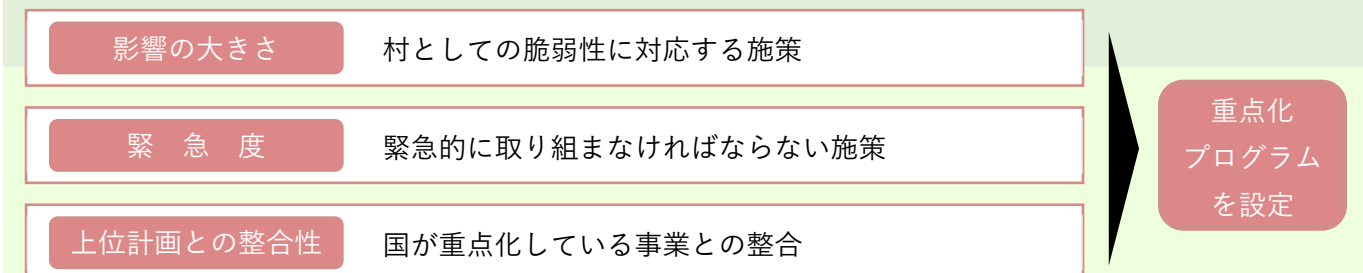 影響の大きさ 村としての脆弱性に対応する施策
緊 急 度 緊急的に取り組まなければならない施策
上位計画との整合性 国が重点化している事業との整合
重点化
プログラム
を設定